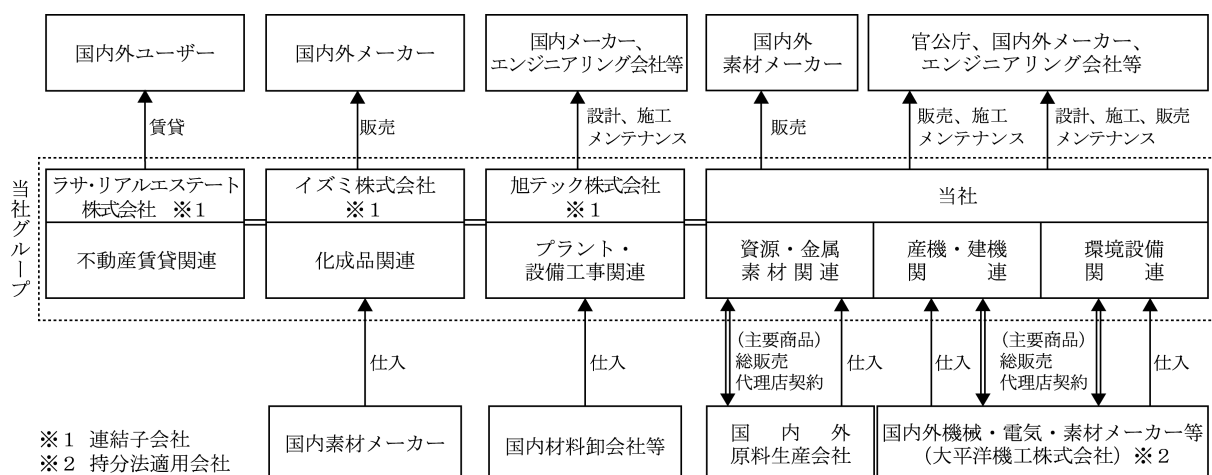 国内外ユーザー
国内外メーカー
国内メーカー、
エンジニアリング会社等
国内外
素材メーカー
官公庁、国内外メーカー、
エンジニアリング会社等
賃貸
販売
設計、施工
メンテナンス
販売
販売、施工
メンテナンス
設計、施工、販売
メンテナンス
当社グループ
ラサ・リアルエステート
株式会社 ※1
イズミ株式会社
※1
旭テック株式会社
※1
当社
不動産賃貸関連
化成品関連
プラント・
設備工事関連
資源・金属
素材関連
産機・建機
関連
環境設備
関連
仕入
仕入
(主要商品)
総販売
代理店契約
仕入
仕入
(主要商品)
総販売
代理店契約
仕入
国内素材メーカー
国内材料卸会社等
国内外
原料生産会社
国内外機械・電気・素材メーカー等
(大平洋機工株式会社)※2
※1 連結子会社
※2 持分法適用会社